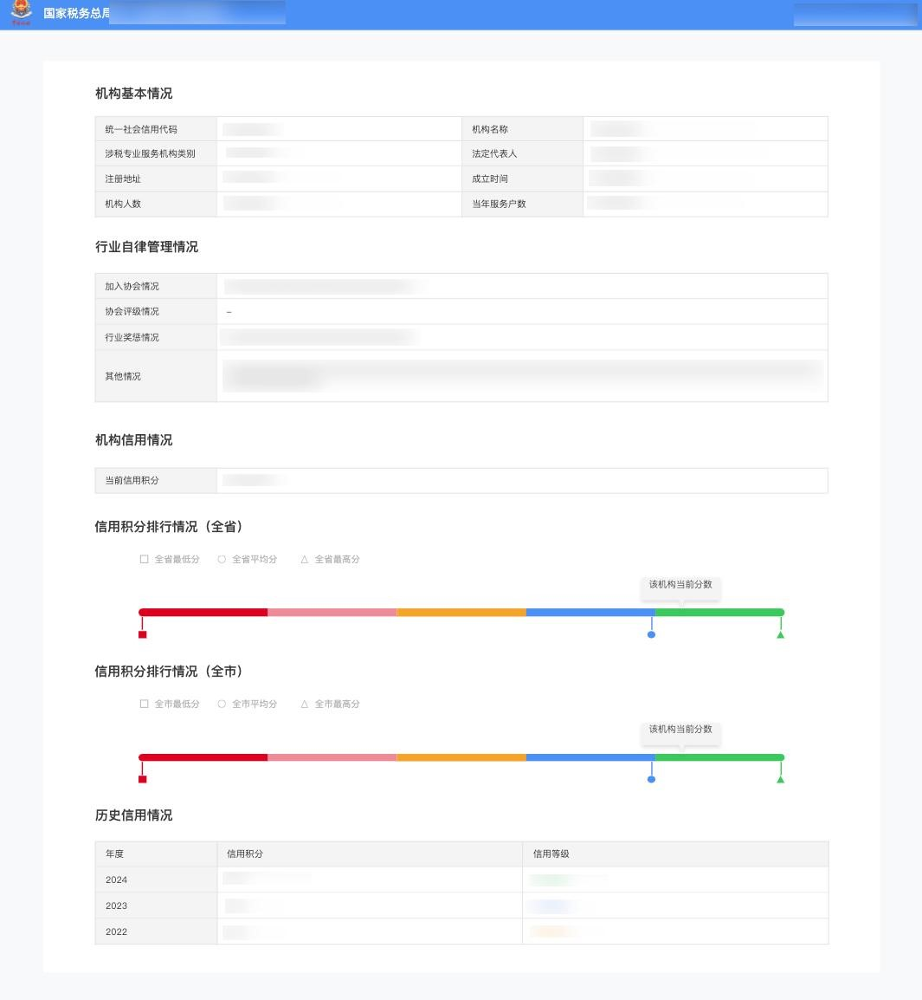 国家税务总局
机构基本情况
统一社会信用代码
机构名称
涉税专业服务机构类别
法定代表人
注册地址
成立时间
机构人数
当年服务户数
行业自律管理情况
加入协会情况
协会评级情况
–
行业奖惩情况
其他情况
机构信用情况
当前信用积分
信用积分排行情况（全省）
全省最低分 全省平均分 全省最高分
该机构当前分数
信用积分排行情况（全市）
全市最低分 全市平均分 全市最高分
该机构当前分数
历史信用情况
年度 信用积分 信用等级
2024
2023
2022